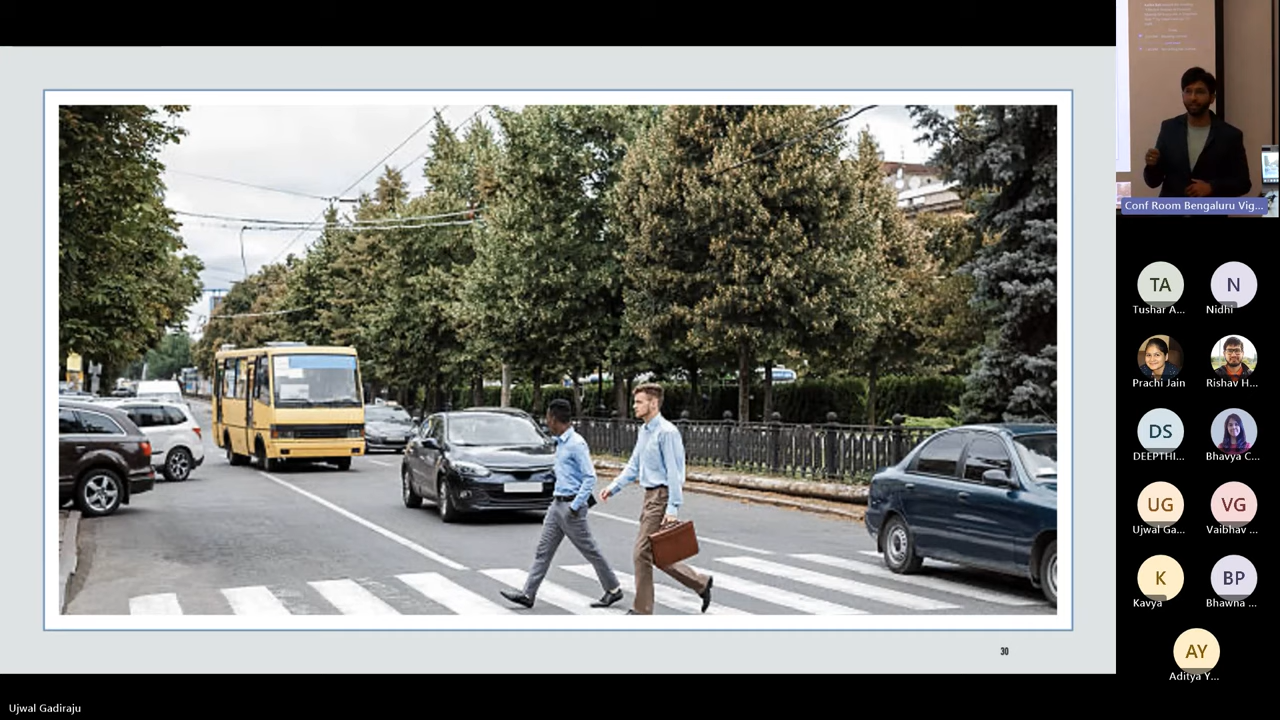 30
Ujwal Gadiraju
Conf Room Bengaluru Vig...
TA
Tushar A...
N
Nidhi
Prachi Jain
Rishav H...
DS
DEEPTHI...
Bhavya C...
UG
Ujwal Ga...
VG
Vaibhav ...
K
Kavya
BP
Bhawna ...
AY
Aditya Y...